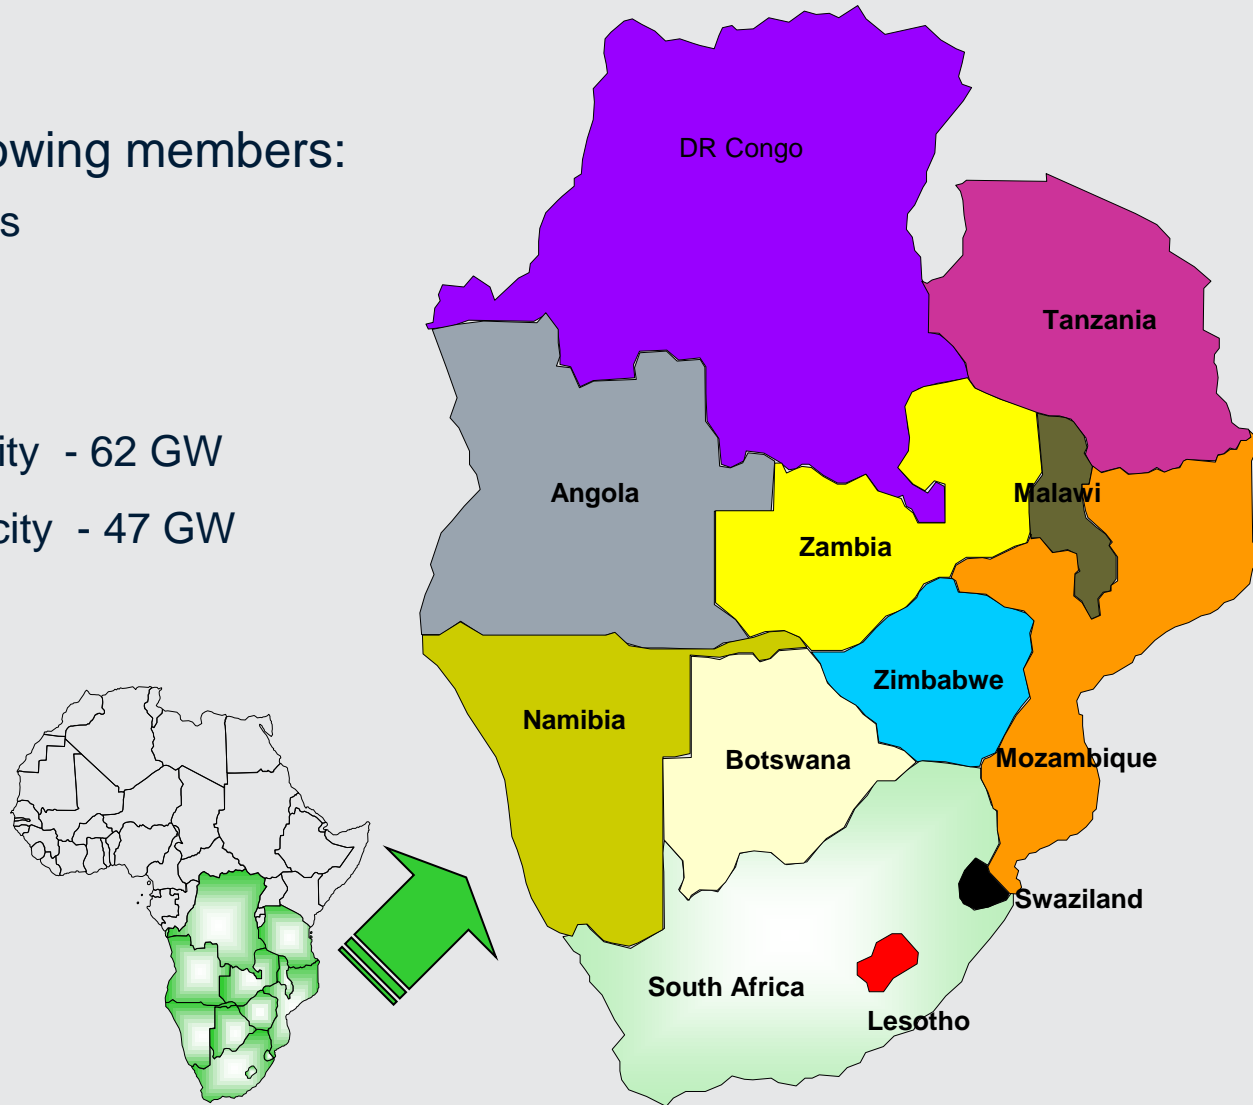 owing members:
s
ity - 62 GW
city - 47 GW
DR Congo
Tanzania
Angola
Malawi
Zambia
Zimbabwe
Namibia
Botswana
Mozambique
Swaziland
South Africa
Lesotho